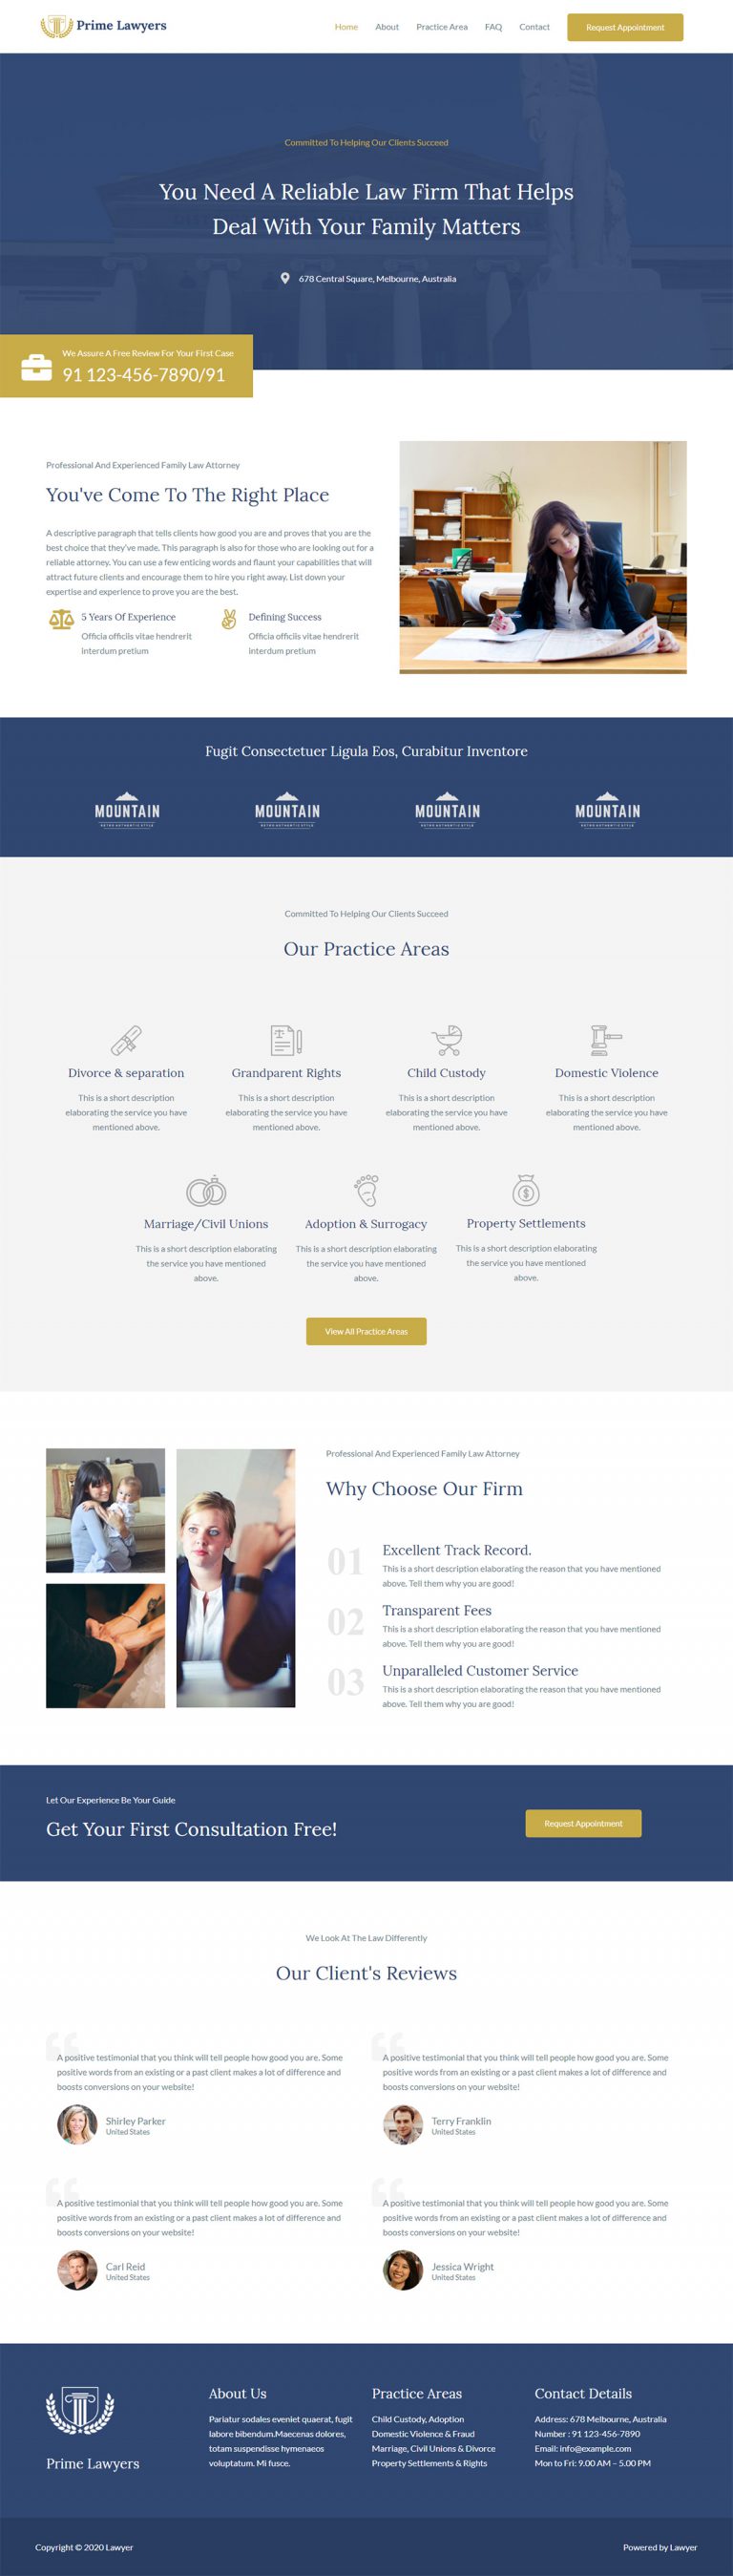 Prime Lawyers
Home About Practice Area FAQ Contact Request Appointment
Committed To Helping Our Clients Succeed
You Need A Reliable Law Firm That Helps
Deal With Your Family Matters
678 Central Square, Melbourne, Australia
We Assure A Free Review For Your First Case
91 123-456-7890/91
Professional And Experienced Family Law Attorney
You've Come To The Right Place
A descriptive paragraph that tells clients how good you are and proves that you are the
best choice that they've made. This paragraph is also for those who are looking out for a
reliable attorney. You can use a few enticing words and flaunt your capabilities that will
attract future clients and encourage them to hire you right away. List down your
expertise and experience to prove you are the best.
5 Years Of Experience
Officia officiis vitae hendrerit
interdum pretium
Defining Success
Officia officiis vitae hendrerit
interdum pretium
Fugit Consectetuer Ligula Eos, Curabitur Inventore
MOUNTAIN MOUNTAIN MOUNTAIN MOUNTAIN
Committed To Helping Our Clients Succeed
Our Practice Areas
Divorce & separation
This is a short description
elaborating the service you have
mentioned above.
Grandparent Rights
This is a short description
elaborating the service you have
mentioned above.
Child Custody
This is a short description
elaborating the service you have
mentioned above.
Domestic Violence
This is a short description
elaborating the service you have
mentioned above.
Marriage/Civil Unions
This is a short description elaborating
the service you have mentioned
above.
Adoption & Surrogacy
This is a short description elaborating
the service you have mentioned
above.
Property Settlements
This is a short description elaborating
the service you have mentioned
above.
View All Practice Areas
Professional And Experienced Family Law Attorney
Why Choose Our Firm
01
Excellent Track Record.
This is a short description elaborating the reason that you have mentioned
above. Tell them why you are good!
02
Transparent Fees
This is a short description elaborating the reason that you have mentioned
above. Tell them why you are good!
03
Unparalleled Customer Service
This is a short description elaborating the reason that you have mentioned
above. Tell them why you are good!
Let Our Experience Be Your Guide
Get Your First Consultation Free!
Request Appointment
We Look At The Law Differently
Our Client's Reviews
A positive testimonial that you think will tell people how good you are. Some
positive words from an existing or a past client makes a lot of difference and
boosts conversions on your website!
Shirley Parker
United States
A positive testimonial that you think will tell people how good you are. Some
positive words from an existing or a past client makes a lot of difference and
boosts conversions on your website!
Terry Franklin
United States
A positive testimonial that you think will tell people how good you are. Some
positive words from an existing or a past client makes a lot of difference and
boosts conversions on your website!
Carl Reid
United States
A positive testimonial that you think will tell people how good you are. Some
positive words from an existing or a past client makes a lot of difference and
boosts conversions on your website!
Jessica Wright
United States
Prime Lawyers
About Us
Pariatur sodales eveniet quaerat, fugit
labore bibendum.Maecenas dolores,
totam suspendisse hymenaeos
voluptatum. Mi fusce.
Practice Areas
Child Custody, Adoption
Domestic Violence & Fraud
Marriage, Civil Unions & Divorce
Property Settlements & Rights
Contact Details
Address: 678 Melbourne, Australia
Number : 91 123-456-7890
Email: info@example.com
Mon to Fri: 9.00 AM – 5.00 PM
Copyright © 2020 Lawyer
Powered by Lawyer